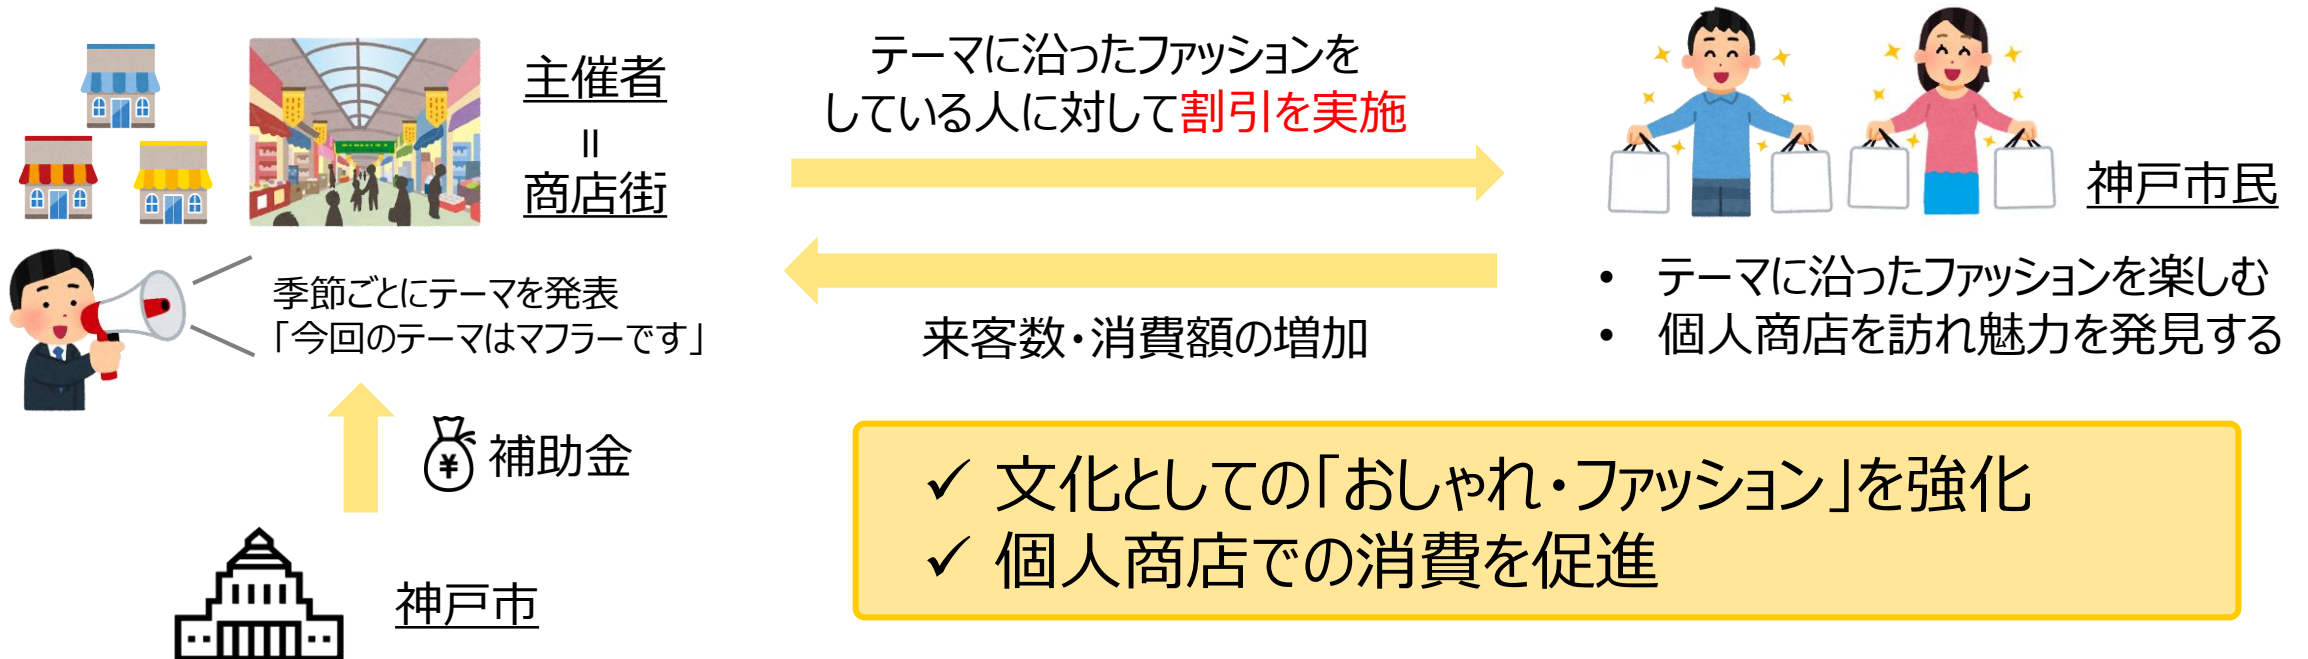 主催者
＝
商店街
テーマに沿ったファッションを
している人に対して割引を実施
神戸市民
季節ごとにテーマを発表
「今回のテーマはマフラーです」
来客数・消費額の増加
• テーマに沿ったファッションを楽しむ
• 個人商店を訪れ魅力を発見する
¥ 補助金
神戸市
✓ 文化としての「おしゃれ・ファッション」を強化
✓ 個人商店での消費を促進